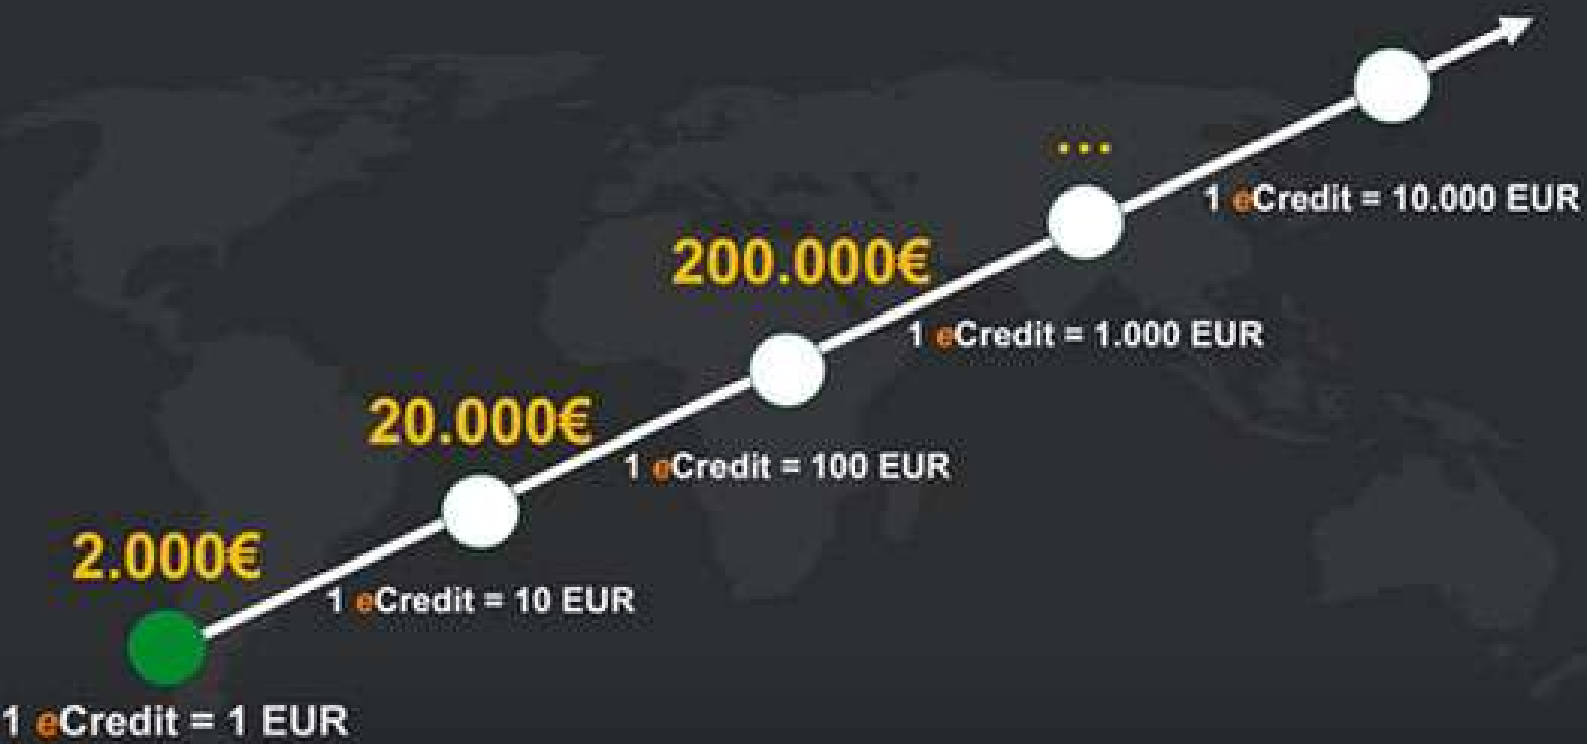 ...
1 eCredit = 10.000 EUR
200.000€
1 eCredit = 1.000 EUR
20.000€
1 eCredit = 100 EUR
2.000€
1 eCredit = 10 EUR
1 eCredit = 1 EUR